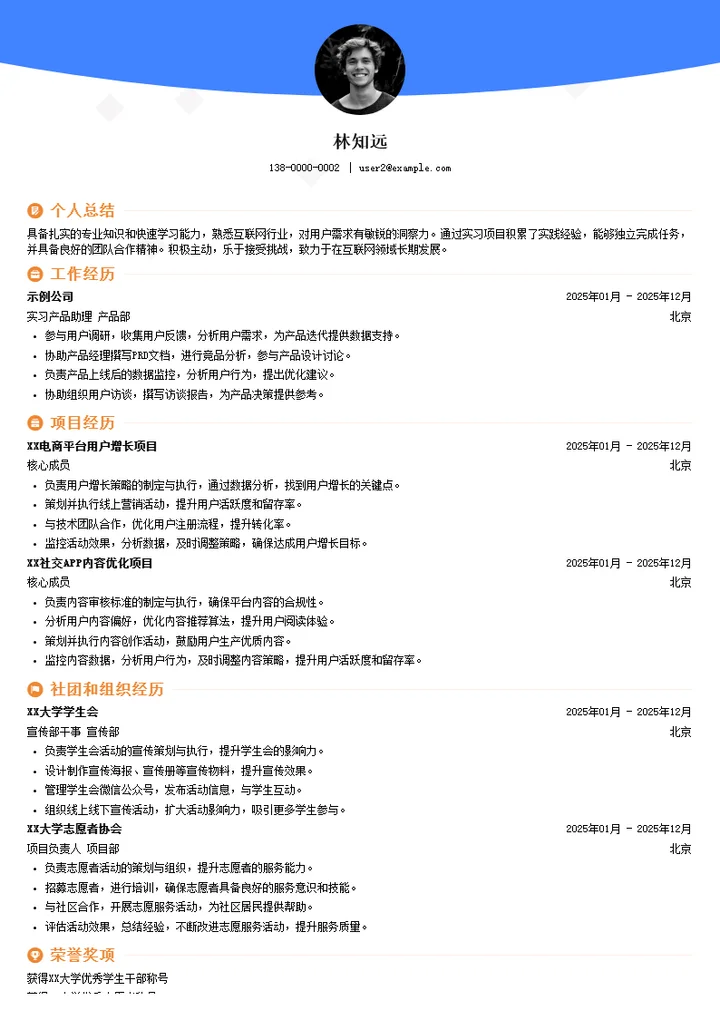 林知远
138-0000-0002 | user2@example.com
个人总结
具备扎实的专业知识和快速学习能力，熟悉互联网行业，对用户需求有敏锐的洞察力。通过实习项目积累了实践经验，能够独立完成任务，
并具备良好的团队合作精神。积极主动，乐于接受挑战，致力于在互联网领域长期发展。
工作经历
示例公司 2025年01月 - 2025年12月
实习产品助理 产品部 北京
• 参与用户调研，收集用户反馈，分析用户需求，为产品迭代提供数据支持。
• 协助产品经理撰写PRD文档，进行竞品分析，参与产品设计讨论。
• 负责产品上线后的数据监控，分析用户行为，提出优化建议。
• 协助组织用户访谈，撰写访谈报告，为产品决策提供参考。
项目经历
XX电商平台用户增长项目 2025年01月 - 2025年12月
核心成员 北京
• 负责用户增长策略的制定与执行，通过数据分析，找到用户增长的关键点。
• 策划并执行线上营销活动，提升用户活跃度和留存率。
• 与技术团队合作，优化用户注册流程，提升转化率。
• 监控活动效果，分析数据，及时调整策略，确保达成用户增长目标。
XX社交APP内容优化项目 2025年01月 - 2025年12月
核心成员 北京
• 负责内容审核标准的制定与执行，确保平台内容的合规性。
• 分析用户内容偏好，优化内容推荐算法，提升用户阅读体验。
• 策划并执行内容创作活动，鼓励用户生产优质内容。
• 监控内容数据，分析用户行为，及时调整内容策略，提升用户活跃度和留存率。
社团和组织经历
XX大学学生会 2025年01月 - 2025年12月
宣传部干事 宣传部 北京
• 负责学生会活动的宣传策划与执行，提升学生会的影响力。
• 设计制作宣传海报、宣传册等宣传物料，提升宣传效果。
• 管理学生会微信公众号，发布活动信息，与学生互动。
• 组织线上线下宣传活动，扩大活动影响力，吸引更多学生参与。
XX大学志愿者协会 2025年01月 - 2025年12月
项目负责人 项目部 北京
• 负责志愿者活动的策划与组织，提升志愿者的服务能力。
• 招募志愿者，进行培训，确保志愿者具备良好的服务意识和技能。
• 与社区合作，开展志愿服务活动，为社区居民提供帮助。
• 评估活动效果，总结经验，不断改进志愿服务活动，提升服务质量。
荣誉奖项
获得XX大学优秀学生干部称号